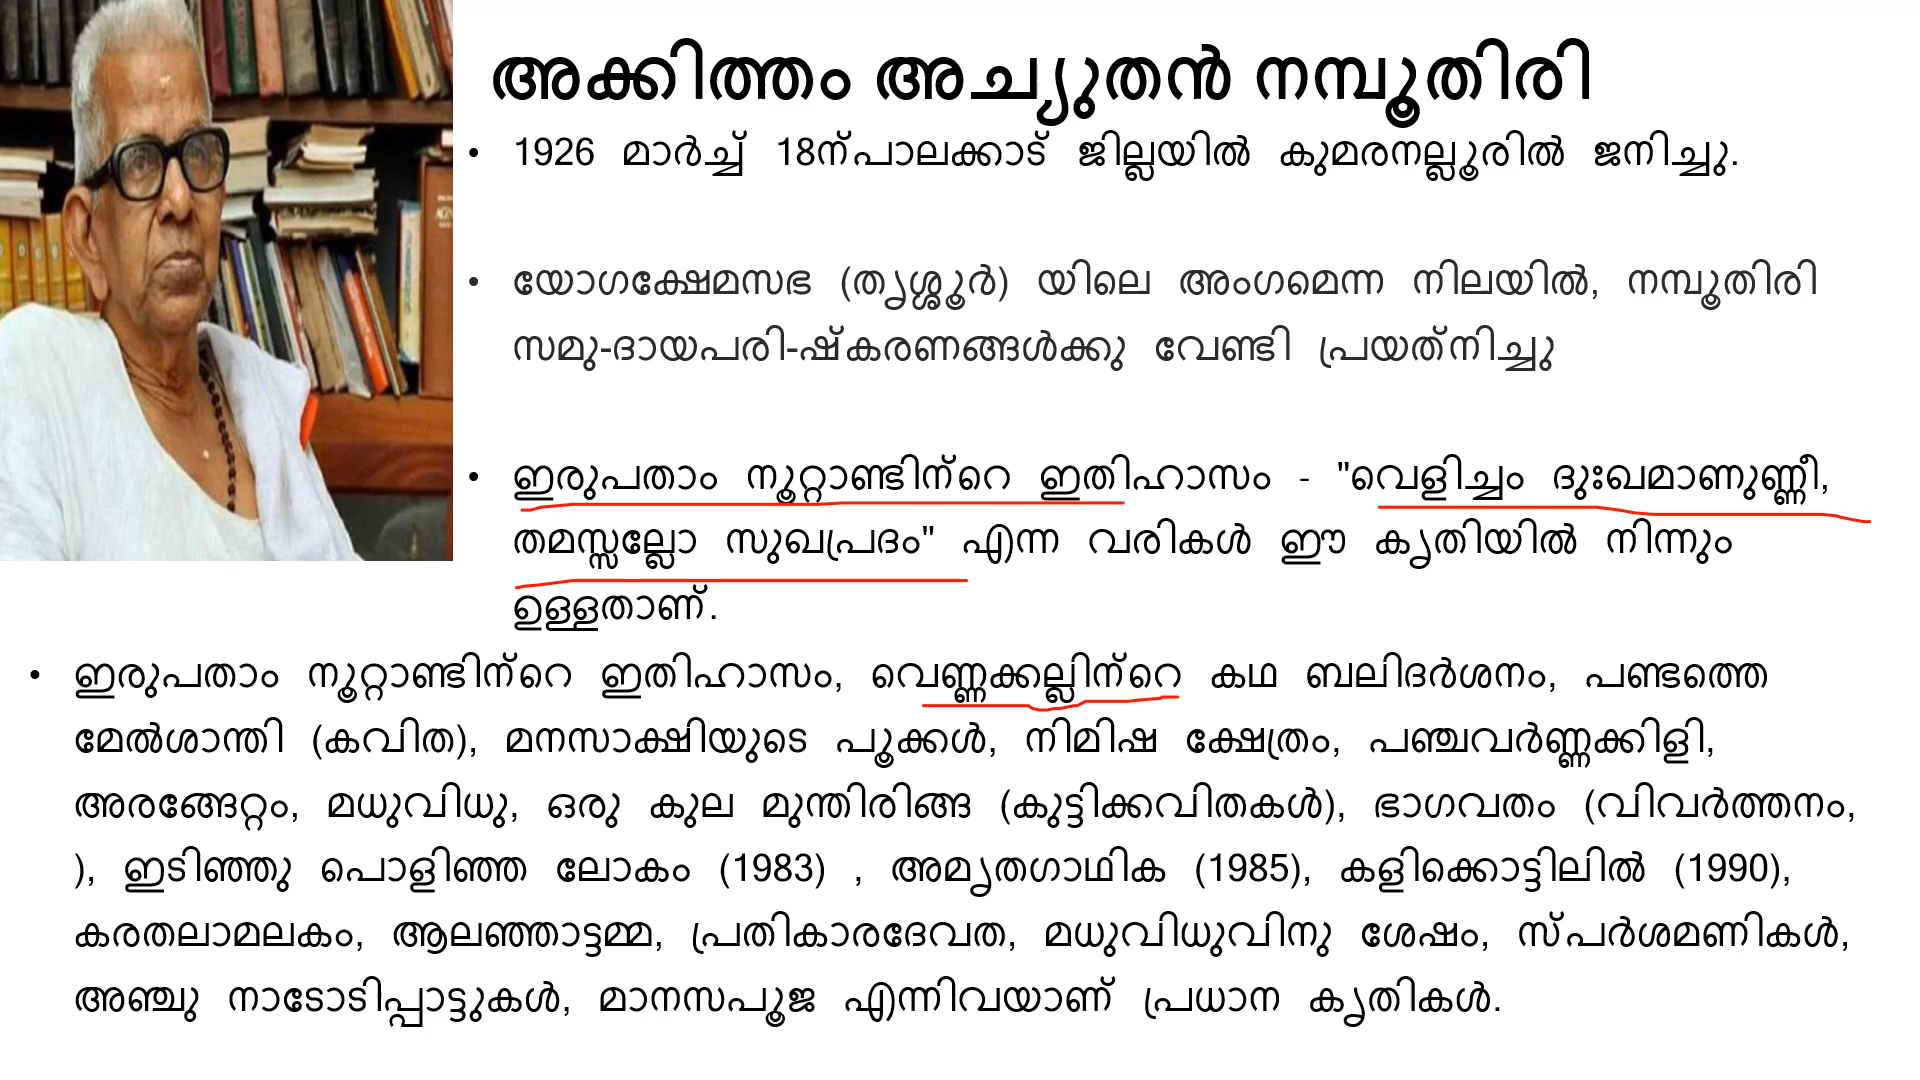 അക്കിത്തം അച്യുതൻ നമ്പൂതിരി
• 1926 മാർച്ച് 18ന്പാലക്കാട് ജില്ലയിൽ കുമരനല്ലൂരിൽ ജനിച്ചു.
• യോഗക്ഷേമസഭ (തൃശ്ശൂർ) യിലെ അംഗമെന്ന നിലയിൽ, നമ്പൂതിരി
സമു-ദായപരി-ഷ്കരണങ്ങൾക്കു വേണ്ടി പ്രയത്നിച്ചു
• ഇരുപതാം നൂറ്റാണ്ടിന്റെ ഇതിഹാസം - "വെളിച്ചം ദുഃഖമാണുണ്ണീ,
തമസ്സല്ലോ സുഖപ്രദം" എന്ന വരികൾ ഈ കൃതിയിൽ നിന്നും
ഉള്ളതാണ്.
• ഇരുപതാം നൂറ്റാണ്ടിന്റെ ഇതിഹാസം, വെണ്ണക്കല്ലിന്റെ കഥ ബലിദർശനം, പണ്ടത്തെ
മേൽശാന്തി (കവിത), മനസാക്ഷിയുടെ പൂക്കൾ, നിമിഷ ക്ഷേത്രം, പഞ്ചവർണ്ണക്കിളി,
അരങ്ങേറ്റം, മധുവിധു, ഒരു കുല മുന്തിരിങ്ങ (കുട്ടിക്കവിതകൾ), ഭാഗവതം (വിവർത്തനം,
), ഇടിഞ്ഞു പൊളിഞ്ഞ ലോകം (1983) , അമൃതഗാഥിക (1985), കളിക്കൊട്ടിലിൽ (1990),
കരതലാമലകം, ആലഞ്ഞാട്ടമ്മ, പ്രതികാരദേവത, മധുവിധുവിനു ശേഷം, സ്പർശമണികൾ,
അഞ്ചു നാടോടിപ്പാട്ടുകൾ, മാനസപൂജ എന്നിവയാണ് പ്രധാന കൃതികൾ.